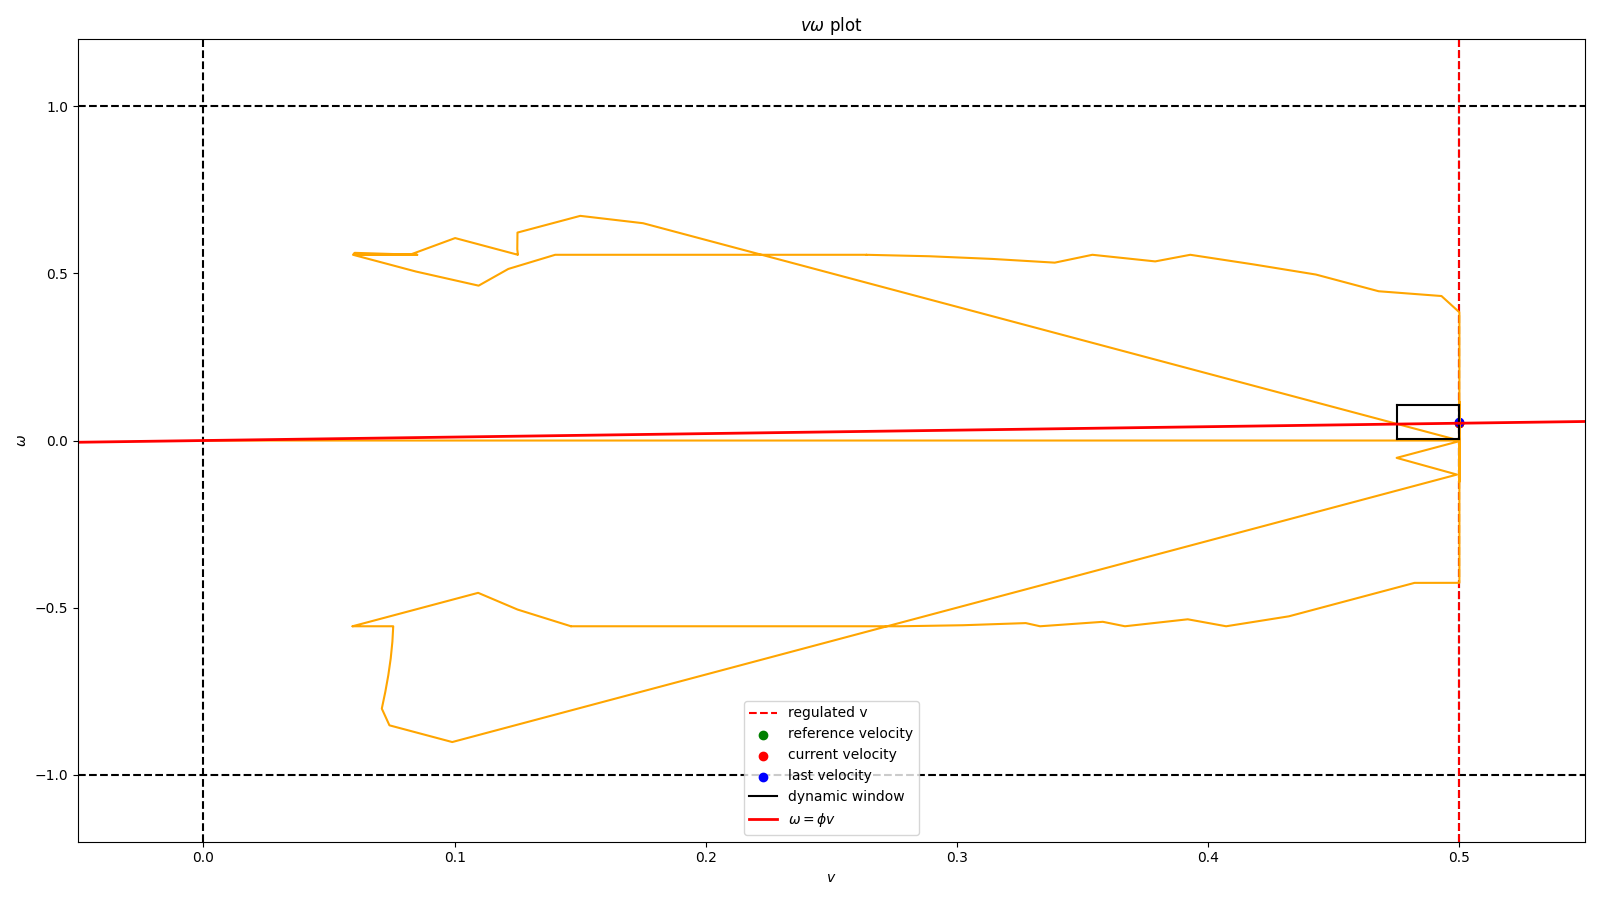 vω plot
1.0
0.5
0.0
−0.5
−1.0
ω
0.0 0.1 0.2 0.3 0.4 0.5
v
regulated v
reference velocity
current velocity
last velocity
dynamic window
ω = ϕv